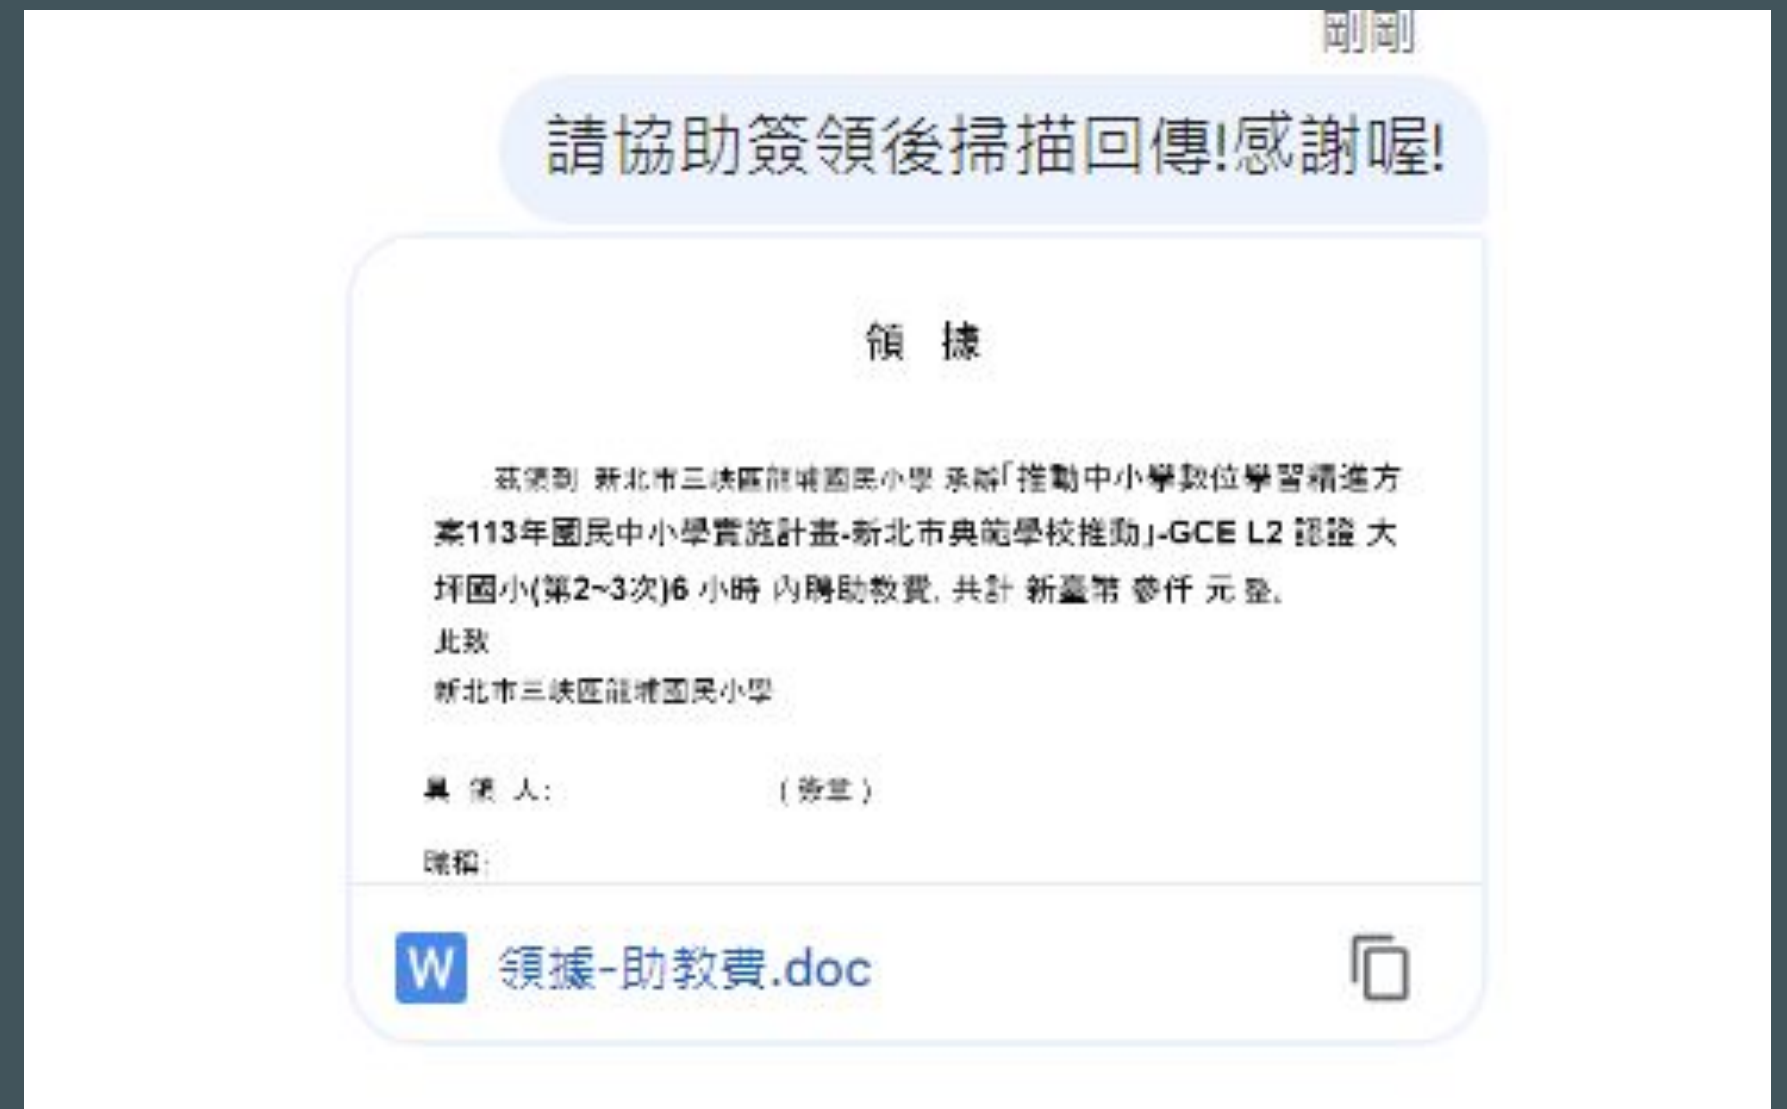 剛剛
請協助簽領後掃描回傳!感謝喔!
領 據
茲領到 新北市三峽區龍埔國民小學 承辦「推動中小學數位學習精進方
案113年國民中小學實施計畫-新北市典範學校推動」-GCE L2 認證 大
坪國小(第2~3次)6 小時 內聘助教費, 共計 新臺幣 參仟 元 整。
此致
新北市三峽區龍埔國民小學
具 領 人: (簽章)
職稱:
W 領據-助教費.doc